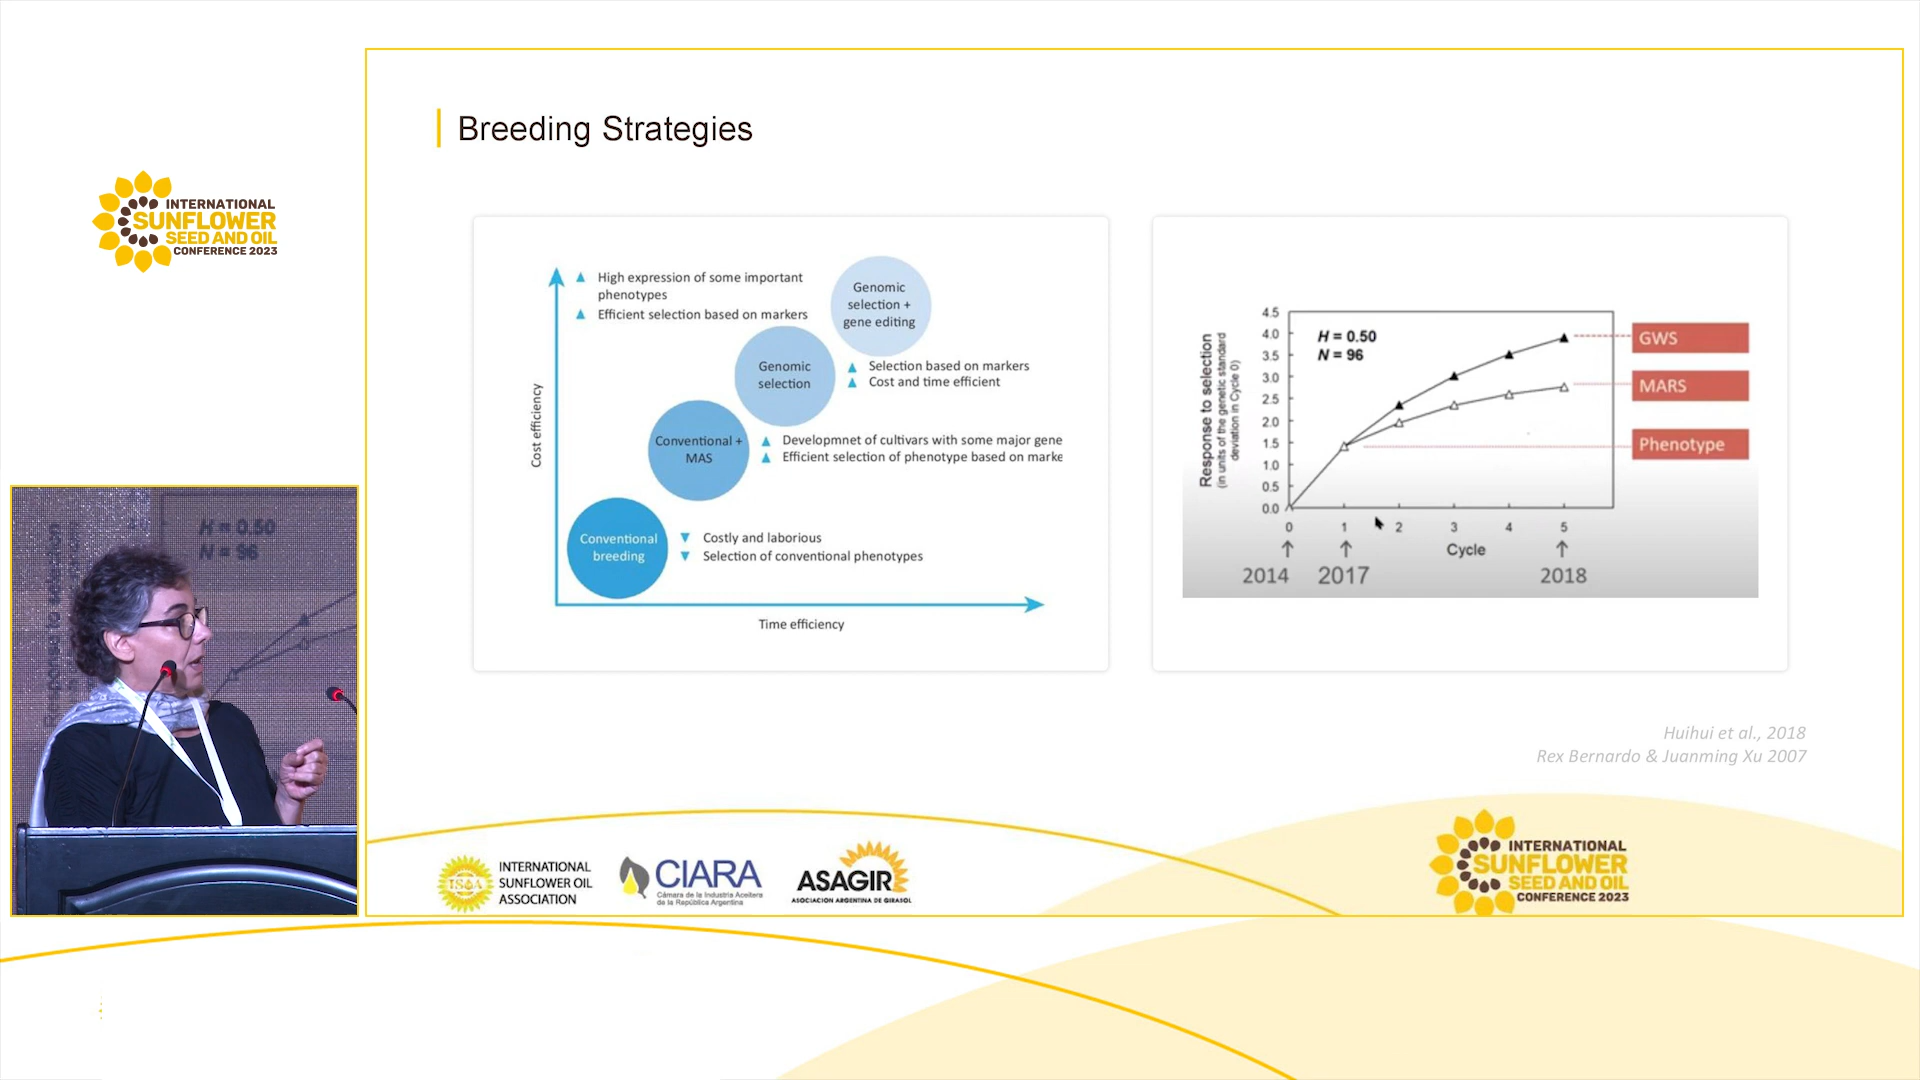 Breeding Strategies
INTERNATIONAL
SUNFLOWER
SEED AND OIL
CONFERENCE 2023
High expression of some important
phenotypes
Efficient selection based on markers
Genomic
selection +
gene editing
Genomic
selection
Selection based on markers
Cost and time efficient
Conventional +
MAS
Developmnet of cultivars with some major gene
Efficient selection of phenotype based on marke
Conventional
breeding
Costly and laborious
Selection of conventional phenotypes
Cost efficiency
Time efficiency
Response to selection
(in units of the genetic standard
deviation in Cycle 0)
4.5
4.0
3.5
3.0
2.5
2.0
1.5
1.0
0.5
0.0
H = 0.50
N = 96
GWS
MARS
Phenotype
0 1 2 3 4 5
Cycle
2014 2017 2018
H = 0.50
N = 96
Huihui et al., 2018
Rex Bernardo & Juanming Xu 2007
ISOA
INTERNATIONAL
SUNFLOWER OIL
ASSOCIATION
CIARA
Cámara de la Industria Aceitera
de la República Argentina
ASAGIR
ASOCIACION ARGENTINA DE GIRASOL
INTERNATIONAL
SUNFLOWER
SEED AND OIL
CONFERENCE 2023